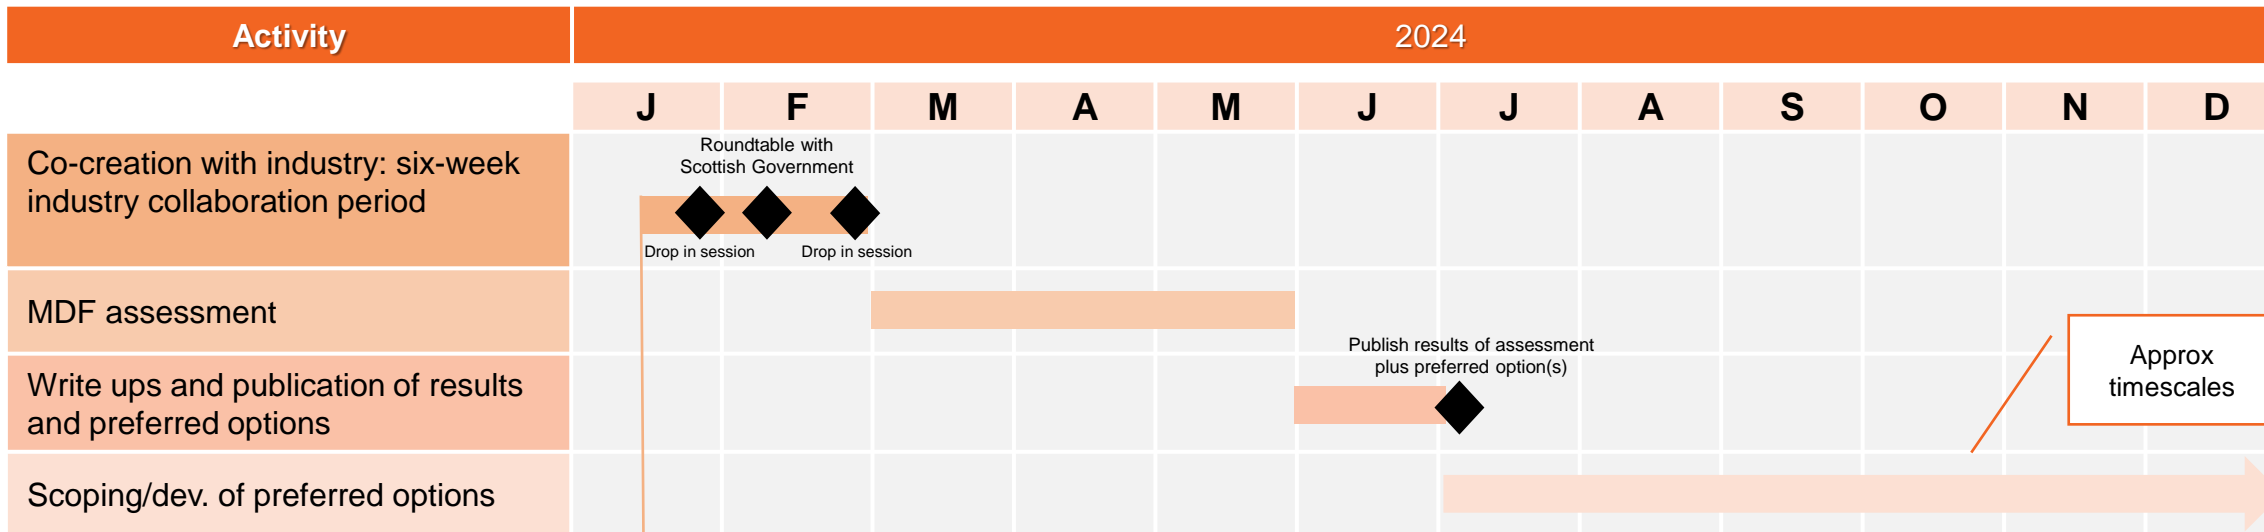 Activity
2024
J F M A M J J A S O N D
Co-creation with industry: six-week
industry collaboration period
Roundtable with
Scottish Government
Drop in session
Drop in session
MDF assessment
Write ups and publication of results
and preferred options
Publish results of assessment
plus preferred option(s)
Approx
timescales
Scoping/dev. of preferred options